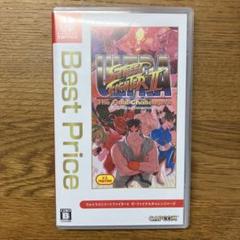 Best Price
ULTRA
STREET FIGHTER II
The Final Challengers
ウルトラストリートファイターⅡ ザ・ファイナルチャレンジャーズ
B
CAPCOM